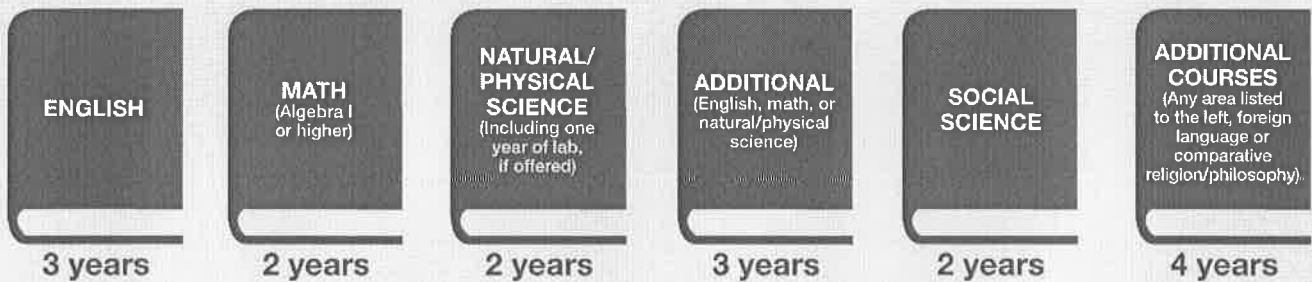 ENGLISH
3 years
MATH
(Algebra I
or higher)
2 years
NATURAL/
PHYSICAL
SCIENCE
(Including one
year of lab,
if offered)
2 years
ADDITIONAL
(English, math, or
natural/physical
science)
3 years
SOCIAL
SCIENCE
2 years
ADDITIONAL
COURSES
(Any area listed
to the left, foreign
language or
comparative
religion/philosophy)
4 years